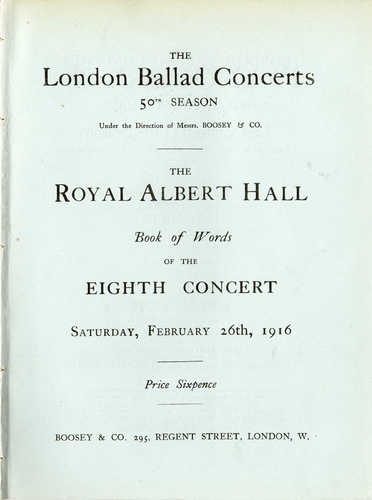 THE
London Ballad Concerts
50TH SEASON
Under the Direction of Messrs. BOOSEY & CO.
THE
ROYAL ALBERT HALL
Book of Words
OF THE
EIGHTH CONCERT
SATURDAY, FEBRUARY 26th, 1916
Price Sixpence
BOOSEY & CO. 295, REGENT STREET, LONDON, W.